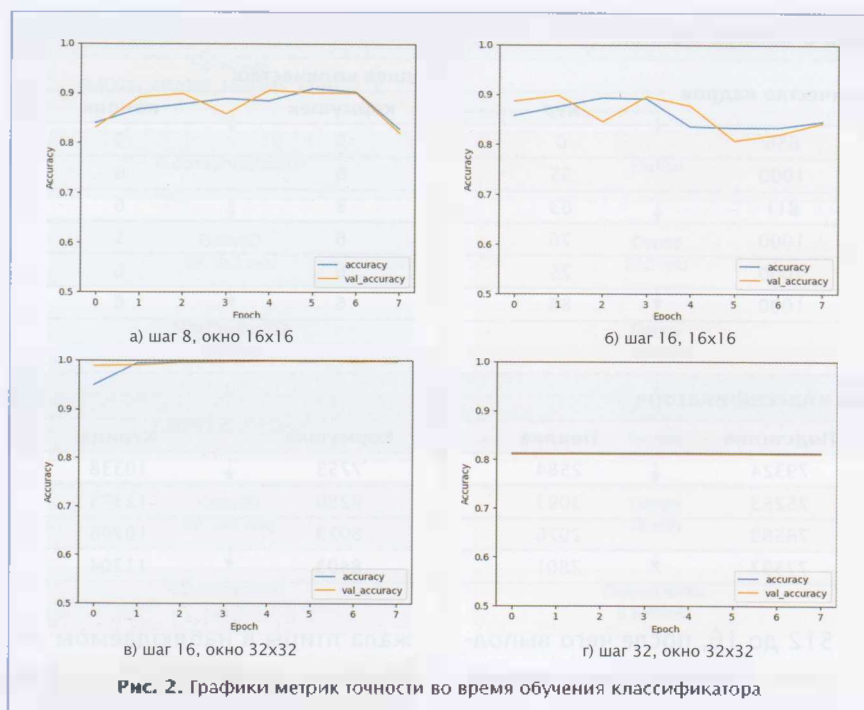 1.0
0.9
0.8
0.7
0.6
0.5
Accuracy
accuracy
val_accuracy
0 1 2 3 4 5 6 7
Epoch
а) шаг 8, окно 16x16
1.0
0.9
0.8
0.7
0.6
0.5
Accuracy
accuracy
val_accuracy
0 1 2 3 4 5 6 7
Epoch
б) шаг 16, 16x16
1.0
0.9
0.8
0.7
0.6
0.5
Accuracy
accuracy
val_accuracy
0 1 2 3 4 5 6 7
Epoch
в) шаг 16, окно 32x32
1.0
0.9
0.8
0.7
0.6
0.5
Accuracy
accuracy
val_accuracy
0 1 2 3 4 5 6 7
Epoch
г) шаг 32, окно 32x32
Рис. 2. Графики метрик точности во время обучения классификатора